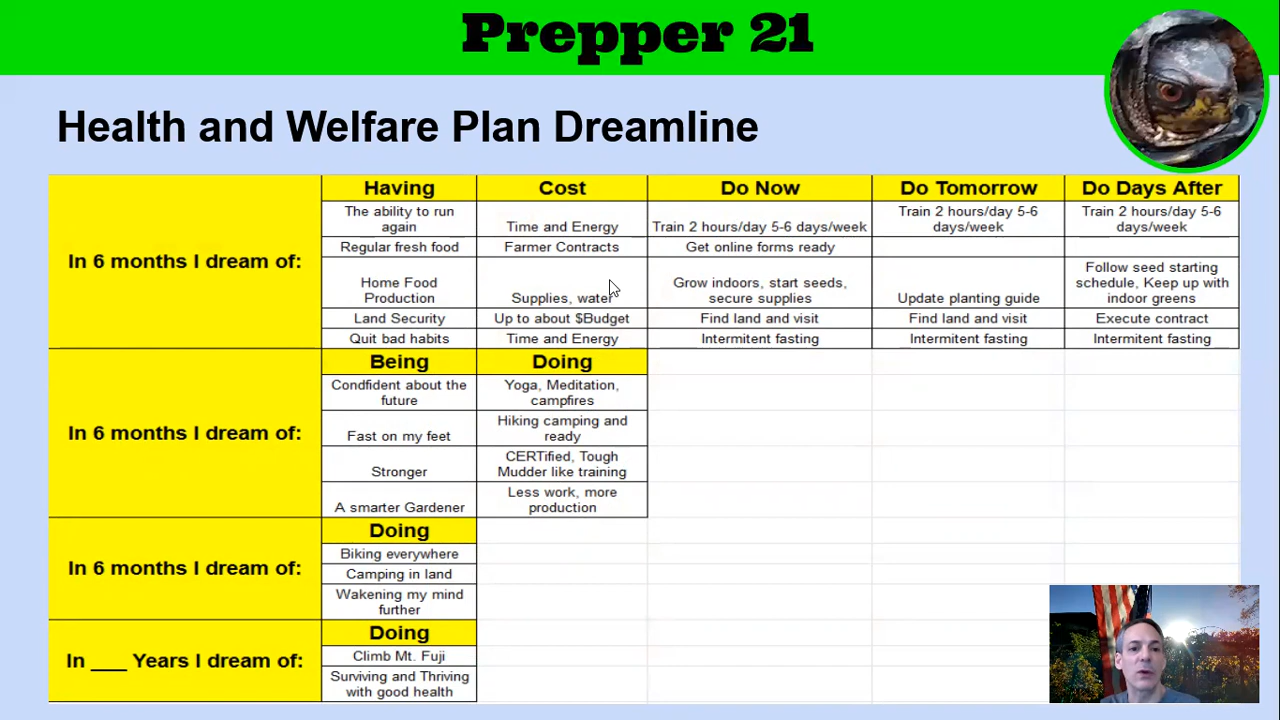 Prepper 21
Health and Welfare Plan Dreamline
Having Cost Do Now Do Tomorrow Do Days After
In 6 months I dream of:
The ability to run
again
Time and Energy
Train 2 hours/day 5-6 days/week
Train 2 hours/day 5-6
days/week
Train 2 hours/day 5-6
days/week
Regular fresh food
Farmer Contracts
Get online forms ready
Home Food
Production
Supplies, water
Grow indoors, start seeds,
secure supplies
Update planting guide
Follow seed starting
schedule, Keep up with
indoor greens
Land Security
Up to about $Budget
Find land and visit
Find land and visit
Execute contract
Quit bad habits
Time and Energy
Intermitent fasting
Intermitent fasting
Intermitent fasting
In 6 months I dream of:
Being Doing
Condfident about the
future
Yoga, Meditation,
campfires
Fast on my feet
Hiking camping and
ready
Stronger
CERTified, Tough
Mudder like training
A smarter Gardener
Less work, more
production
In 6 months I dream of:
Doing
Biking everywhere
Camping in land
Wakening my mind
further
In ___ Years I dream of:
Doing
Climb Mt. Fuji
Surviving and Thriving
with good health